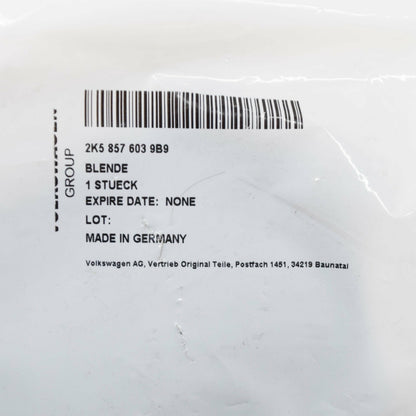 VOLKSWAGEN
GROUP
2K5 857 603 9B9
BLENDE
1 STUECK
EXPIRE DATE: NONE
LOT:
MADE IN GERMANY
Volkswagen AG, Vertrieb Original Teile, Postfach 1451, 34219 Baunatal